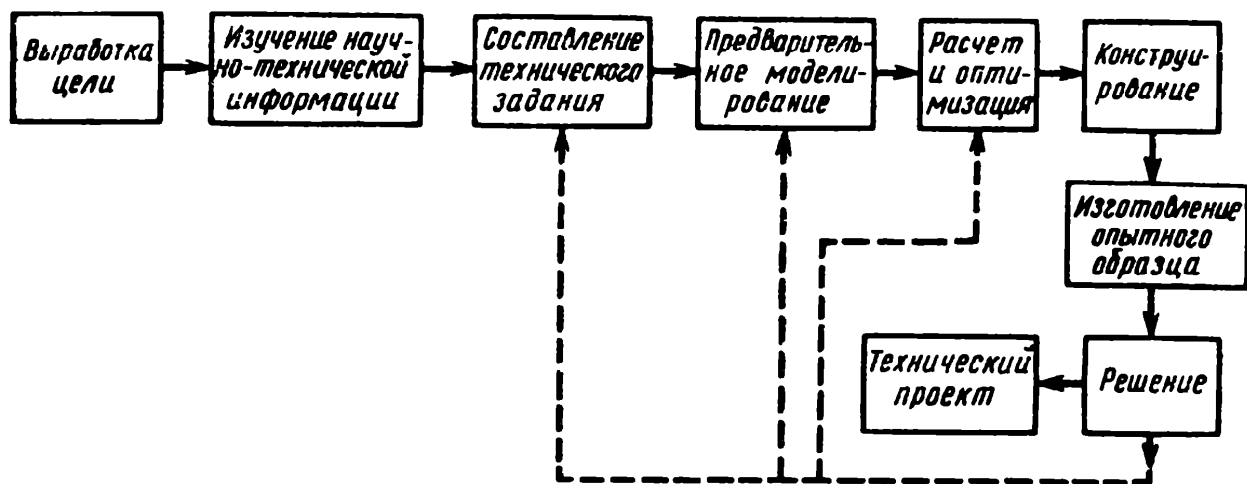 Выработка
цели
Изучение науч-
но-технической
информации
Составление
технического
задания
Предваритель-
ное модели-
рование
Расчет
и опти-
мизация
Конструи-
рование
Изготовление
опытного
образца
Технический
проект
Решение